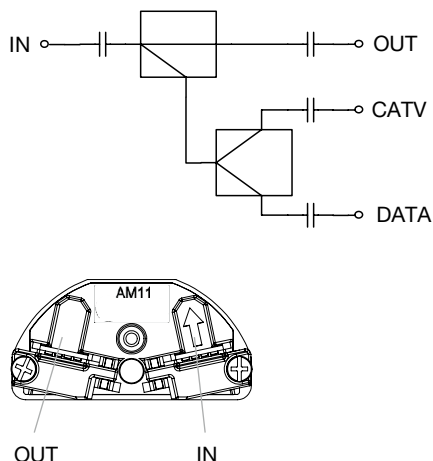 IN
OUT
CATV
DATA
AM11
OUT
IN